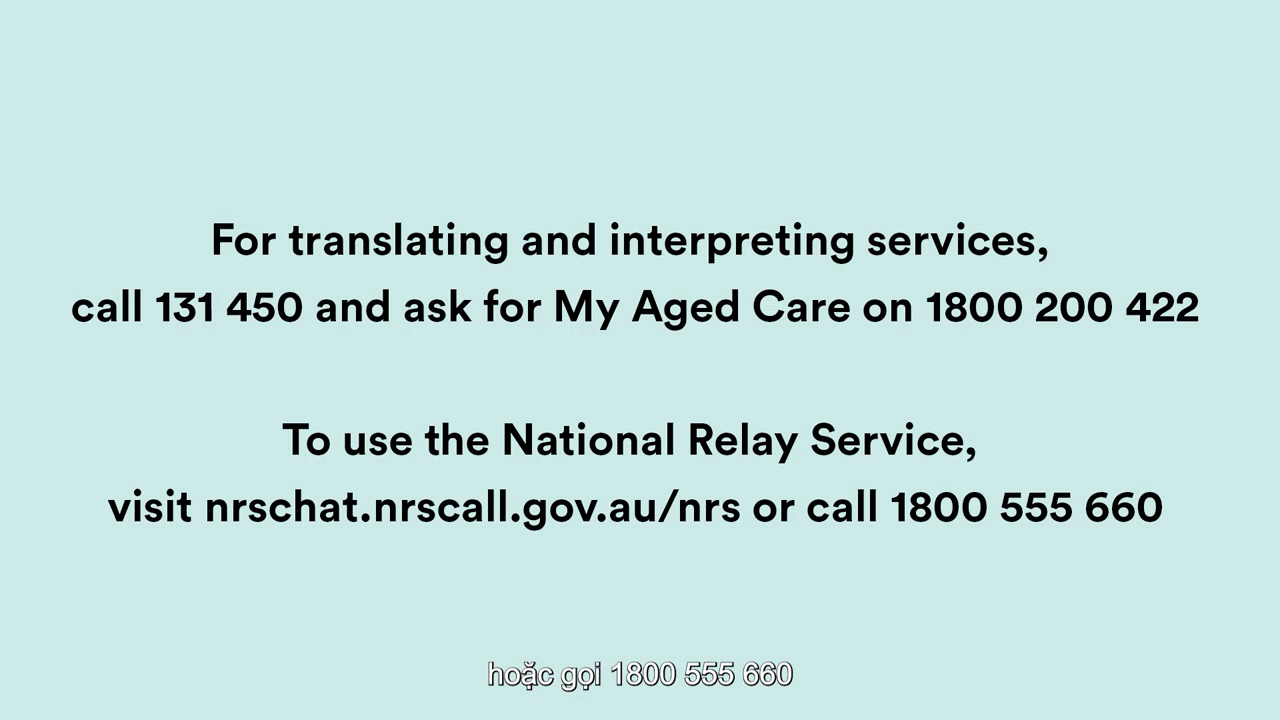 For translating and interpreting services,
call 131 450 and ask for My Aged Care on 1800 200 422
To use the National Relay Service,
visit nrschat.nrscall.gov.au/nrs or call 1800 555 660
hoặc gọi 1800 555 660